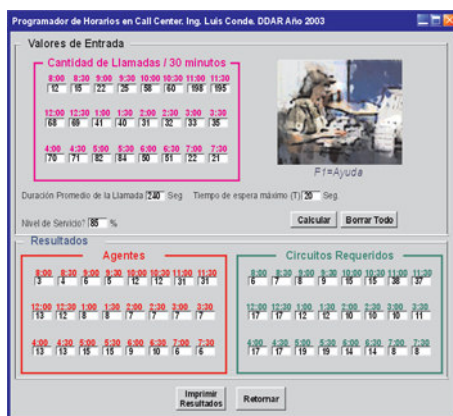 Programador de Horarios en Call Center. Ing. Luis Conde. DDAR Año 2003
Valores de Entrada
Cantidad de Llamadas / 30 minutos
8:00 8:30 9:00 9:30 10:00 10:30 11:00 11:30
12 15 22 25 58 60 198 195
12:00 12:30 1:00 1:30 2:00 2:30 3:00 3:30
68 69 41 40 31 32 33 35
4:00 4:30 5:00 5:30 6:00 6:30 7:00 7:30
70 71 82 84 50 51 22 21
F1=Ayuda
Duración Promedio de la Llamada 240 Seg Tiempo de espera máximo (T) 20 Seg.
Nivel de Servicio? 85 %
Calcular Borrar Todo
Resultados
Agentes
8:00 8:30 9:00 9:30 10:00 10:30 11:00 11:30
3 4 6 5 12 12 31 31
12:00 12:30 1:00 1:30 2:00 2:30 3:00 3:30
13 12 8 8 7 7 7 7
4:00 4:30 5:00 5:30 6:00 6:30 7:00 7:30
13 13 15 15 9 10 6 6
Circuitos Requeridos
8:00 8:30 9:00 9:30 10:00 10:30 11:00 11:30
6 7 8 9 15 15 38 37
12:00 12:30 1:00 1:30 2:00 2:30 3:00 3:30
17 17 12 12 10 10 10 11
4:00 4:30 5:00 5:30 6:00 6:30 7:00 7:30
17 17 19 19 14 14 8 8
Imprimir Resultados
Retornar